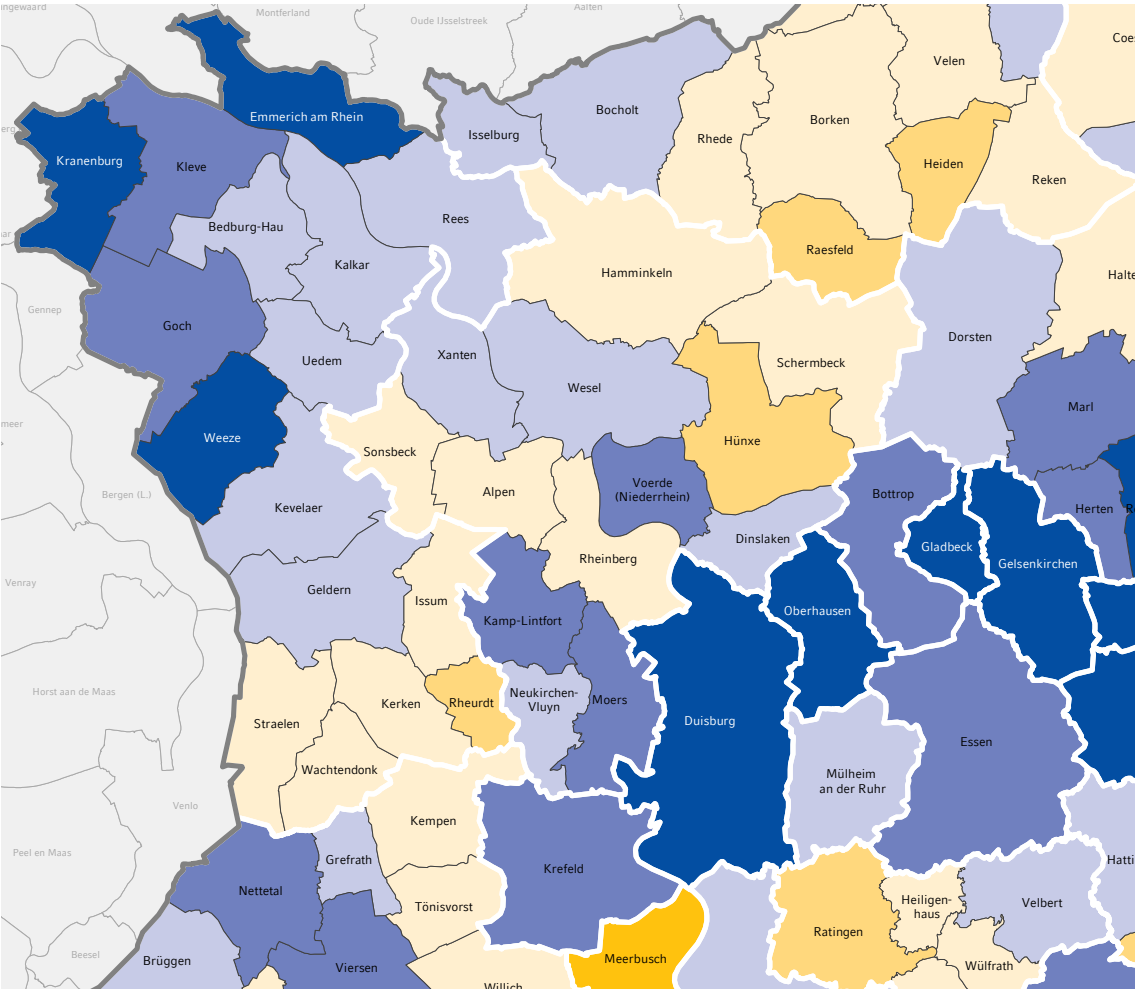 Montferland
Oude IJsselstreek
Aalten
Coes
Velen
Bocholt
Emmerich am Rhein
Borken
Isselburg
Rhede
Kranenburg
Kleve
Heiden
Reken
Rees
Bedburg-Hau
Raesfeld
Kalkar
Hamminkeln
Halte
Gennep
Goch
Dorsten
Xanten
Uedem
Schermbeck
Wesel
Marl
Weeze
Hünxe
Sonsbeck
Voerde
(Niederrhein)
Alpen
Bergen (L.)
Bottrop
Kevelaer
Herten
Dinslaken
Gladbeck
Rheinberg
Gelsenkirchen
Venray
Geldern
Issum
Oberhausen
Kamp-Lintfort
Horst aan de Maas
Neukirchen-
Vluyn
Moers
Kerken
Rheurdt
Straelen
Duisburg
Essen
Wachtendonk
Mülheim
an der Ruhr
Venlo
Kempen
Peel en Maas
Grefrath
Hatti
Krefeld
Nettetal
Heiligen-
haus
Velbert
Tönisvorst
Ratingen
Beesel
Brüggen
Meerbusch
Viersen
Wülfrath
Willich